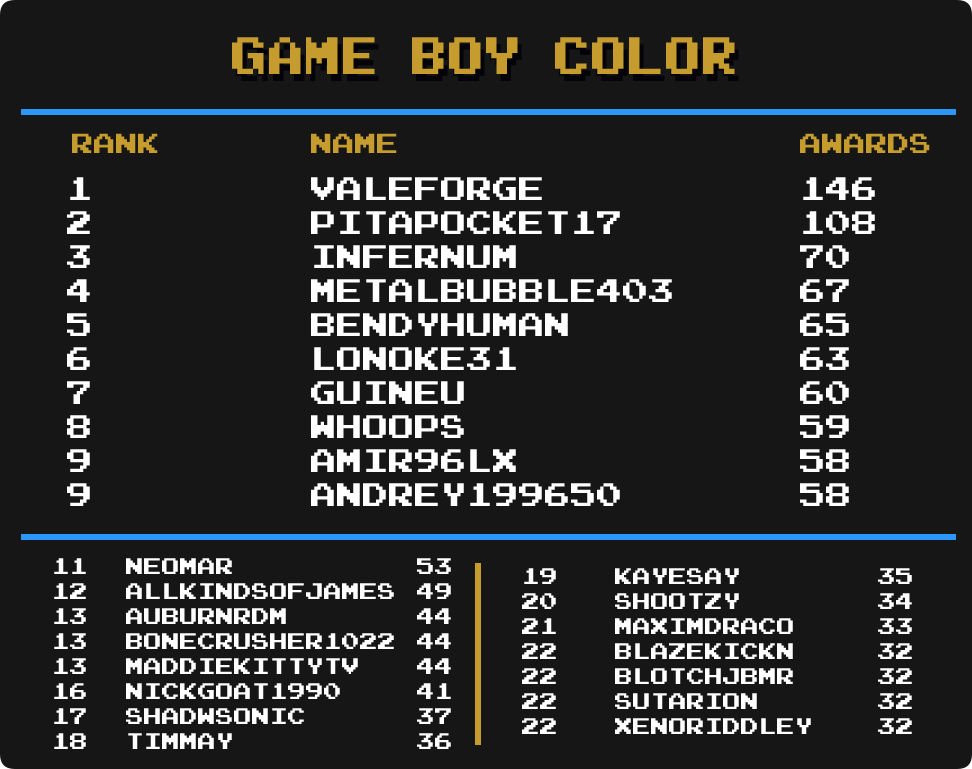 GAME BOY COLOR
RANK NAME AWARDS
1 VALEFORGE 146
2 PITAPOCKET17 108
3 INFERNUM 70
4 METALBUBBLE403 67
5 BENDYHUMAN 65
6 LONOKE31 63
7 GUINEU 60
8 WHOOPS 59
9 AMIR96LX 58
9 ANDREY199650 58
11 NEOMAR 53
12 ALLKINDSOFJAMES 49
13 AUBURNRDM 44
13 BONECRUSHER1022 44
13 MADDIEKITTYTV 44
16 NICKGOAT1990 41
17 SHADWSONIC 37
18 TIMMAY 36
19 KAYESAY 35
20 SHOOTZY 34
21 MAXIMDRACO 33
22 BLAZEKICKN 32
22 BLOTCHJBMR 32
22 SUTARION 32
22 XENORIDDLEY 32